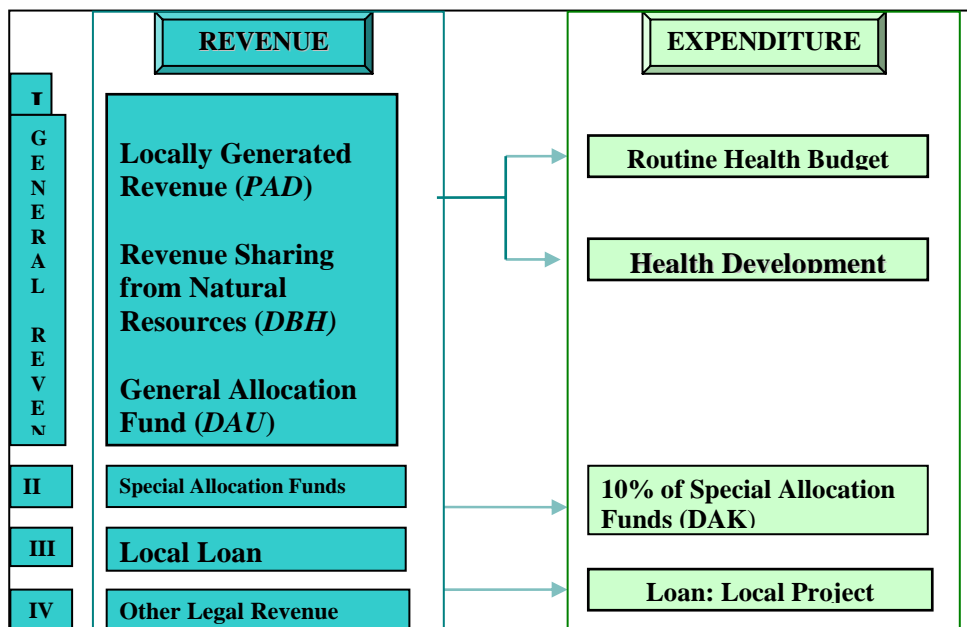 REVENUE
EXPENDITURE
I
G
E
N
E
R
A
L
R
E
V
E
N
Locally Generated
Revenue (PAD)
Revenue Sharing
from Natural
Resources (DBH)
General Allocation
Fund (DAU)
Routine Health Budget
Health Development
II
Special Allocation Funds
10% of Special Allocation
Funds (DAK)
III
Local Loan
Loan: Local Project
IV
Other Legal Revenue